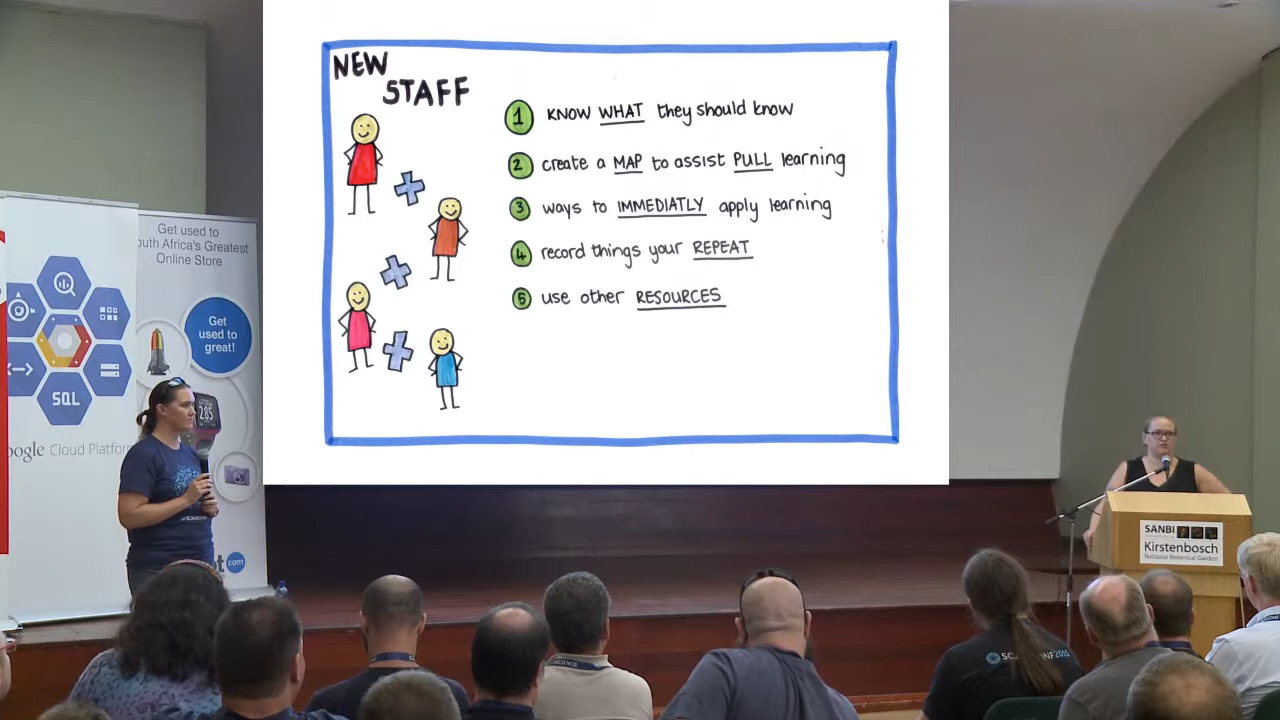 NEW
STAFF
1 KNOW WHAT they should know
2 create a MAP to assist PULL learning
3 ways to IMMEDIATLY apply learning
4 record things your REPEAT
5 use other RESOURCES
Get used to
outh Africa's Greatest
Online Store
Get
used to
great!
285
SQL
oogle Cloud Platform
com
SANBI
Kirstenbosch
National Botanical Garden